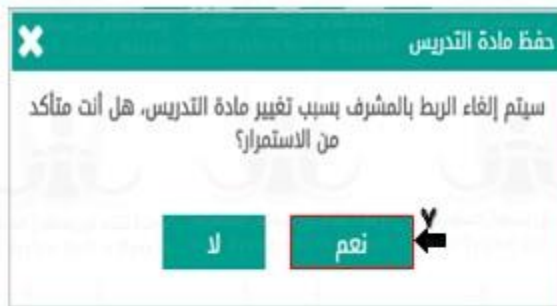 حفظ مادة التدريس
سيتم إلغاء الربط بالمشرف بسبب تغيير مادة التدريس، هل أنت متأكد
من الاستمرار؟
نعم
لا
٧